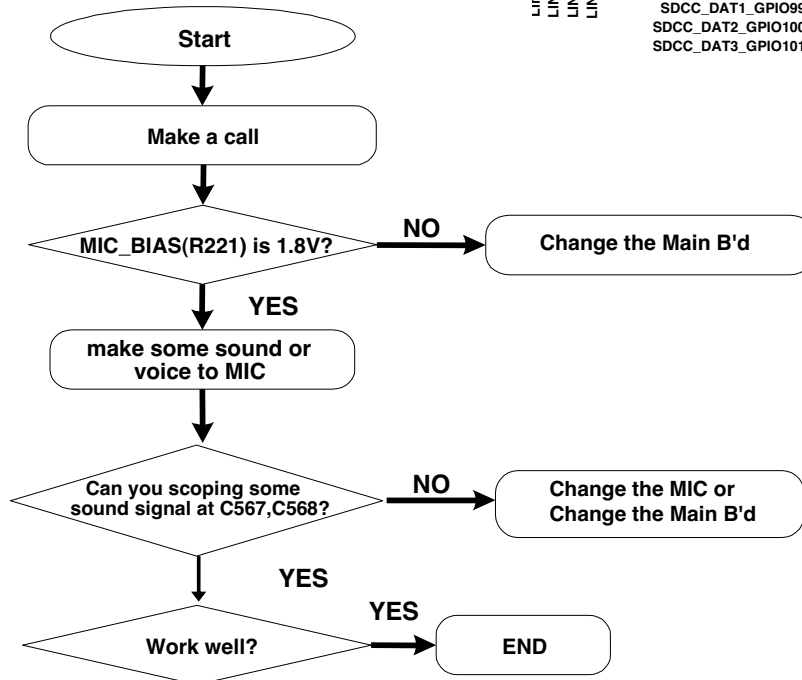 SDCC_DAT1_GPIO99
SDCC_DAT2_GPIO100
SDCC_DAT3_GPIO101
Start
Make a call
MIC_BIAS(R221) is 1.8V?
NO
Change the Main B'd
YES
make some sound or
voice to MIC
Can you scoping some
sound signal at C567,C568?
NO
Change the MIC or
Change the Main B'd
YES
Work well?
YES
END